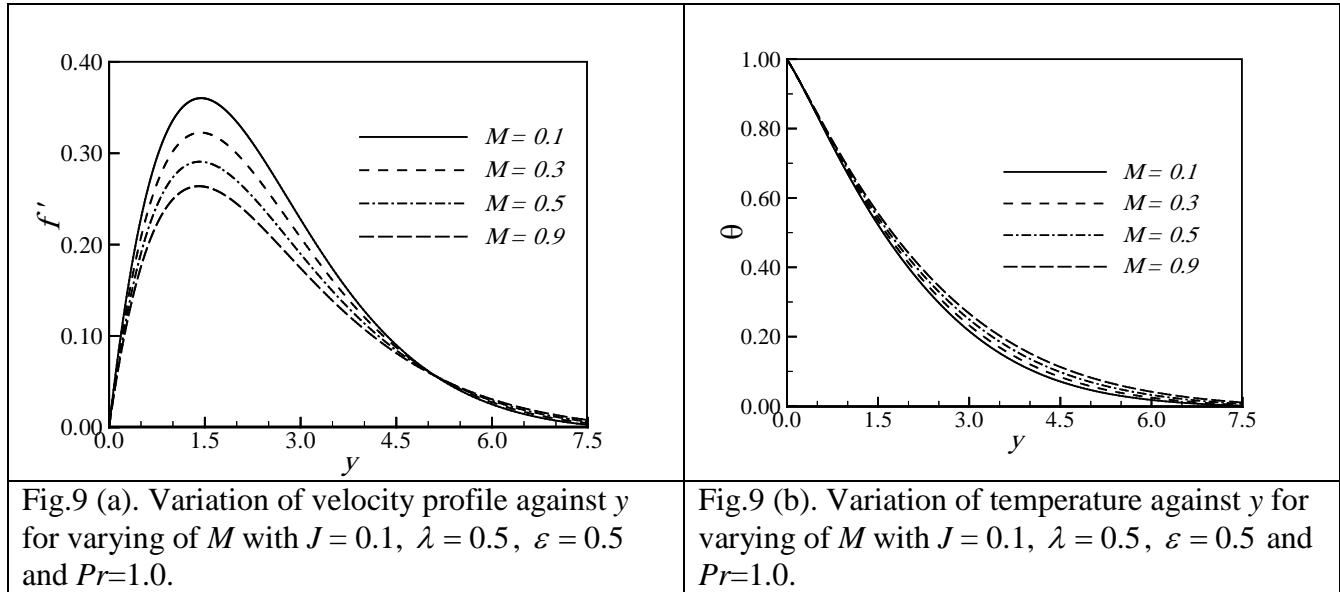 0.40
0.30
0.20
0.10
0.00
f ′
0.0 1.5 3.0 4.5 6.0 7.5
y
M = 0.1
M = 0.3
M = 0.5
M = 0.9
1.00
0.80
0.60
0.40
0.20
0.00
θ
0.0 1.5 3.0 4.5 6.0 7.5
y
M = 0.1
M = 0.3
M = 0.5
M = 0.9
Fig.9 (a). Variation of velocity profile against y
for varying of M with J = 0.1, λ = 0.5, ε = 0.5
and Pr=1.0.
Fig.9 (b). Variation of temperature against y for
varying of M with J = 0.1, λ = 0.5, ε = 0.5 and
Pr=1.0.